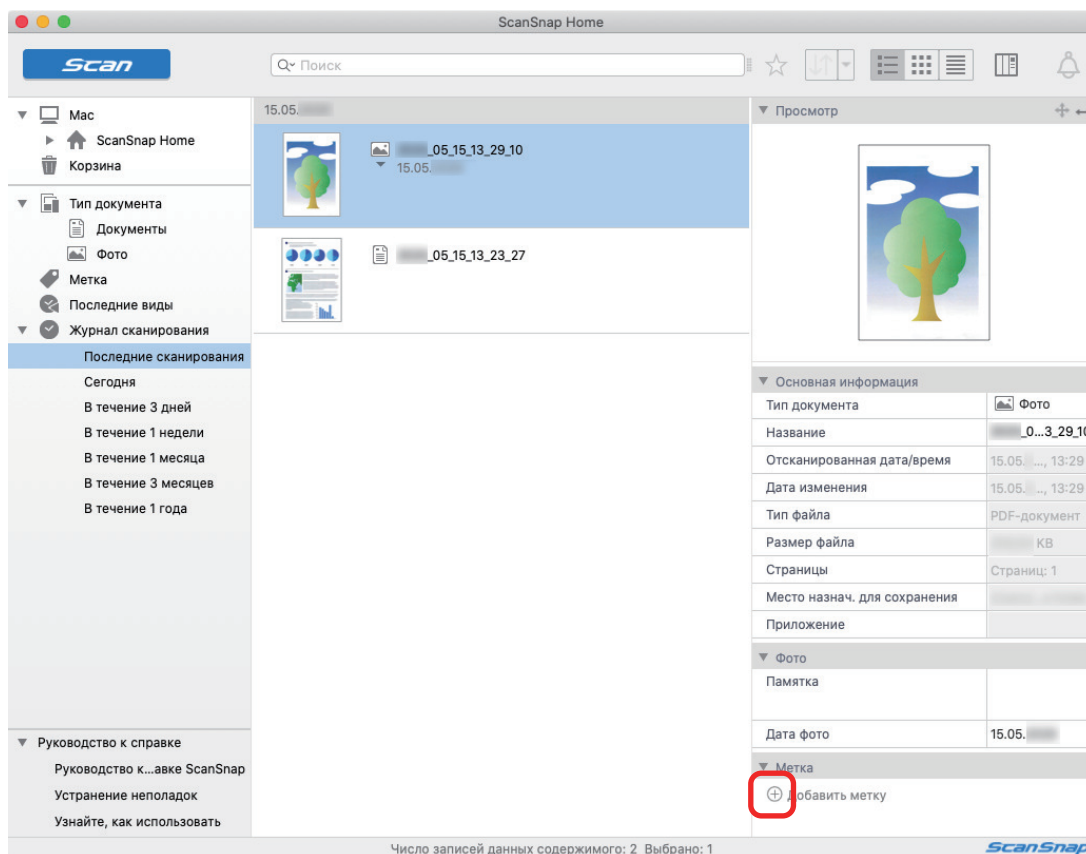 ScanSnap Home
Scan
Поиск
Mac
ScanSnap Home
Корзина
Тип документа
Документы
Фото
Метка
Последние виды
Журнал сканирования
Последние сканирования
Сегодня
В течение 3 дней
В течение 1 недели
В течение 1 месяца
В течение 3 месяцев
В течение 1 года
Руководство к справке
Руководство к...авке ScanSnap
Устранение неполадок
Узнайте, как использовать
15.05.
_05_15_13_29_10
15.05.
_05_15_13_23_27
Просмотр
Основная информация
Тип документа Фото
Название _0...3_29_10
Отсканированная дата/время 15.05. ..., 13:29
Дата изменения 15.05. ..., 13:29
Тип файла PDF-документ
Размер файла KB
Страницы Страниц: 1
Место назнач. для сохранения
Приложение
Фото
Памятка
Дата фото 15.05.
Метка
Добавить метку
Число записей данных содержимого: 2 Выбрано: 1
ScanSnap